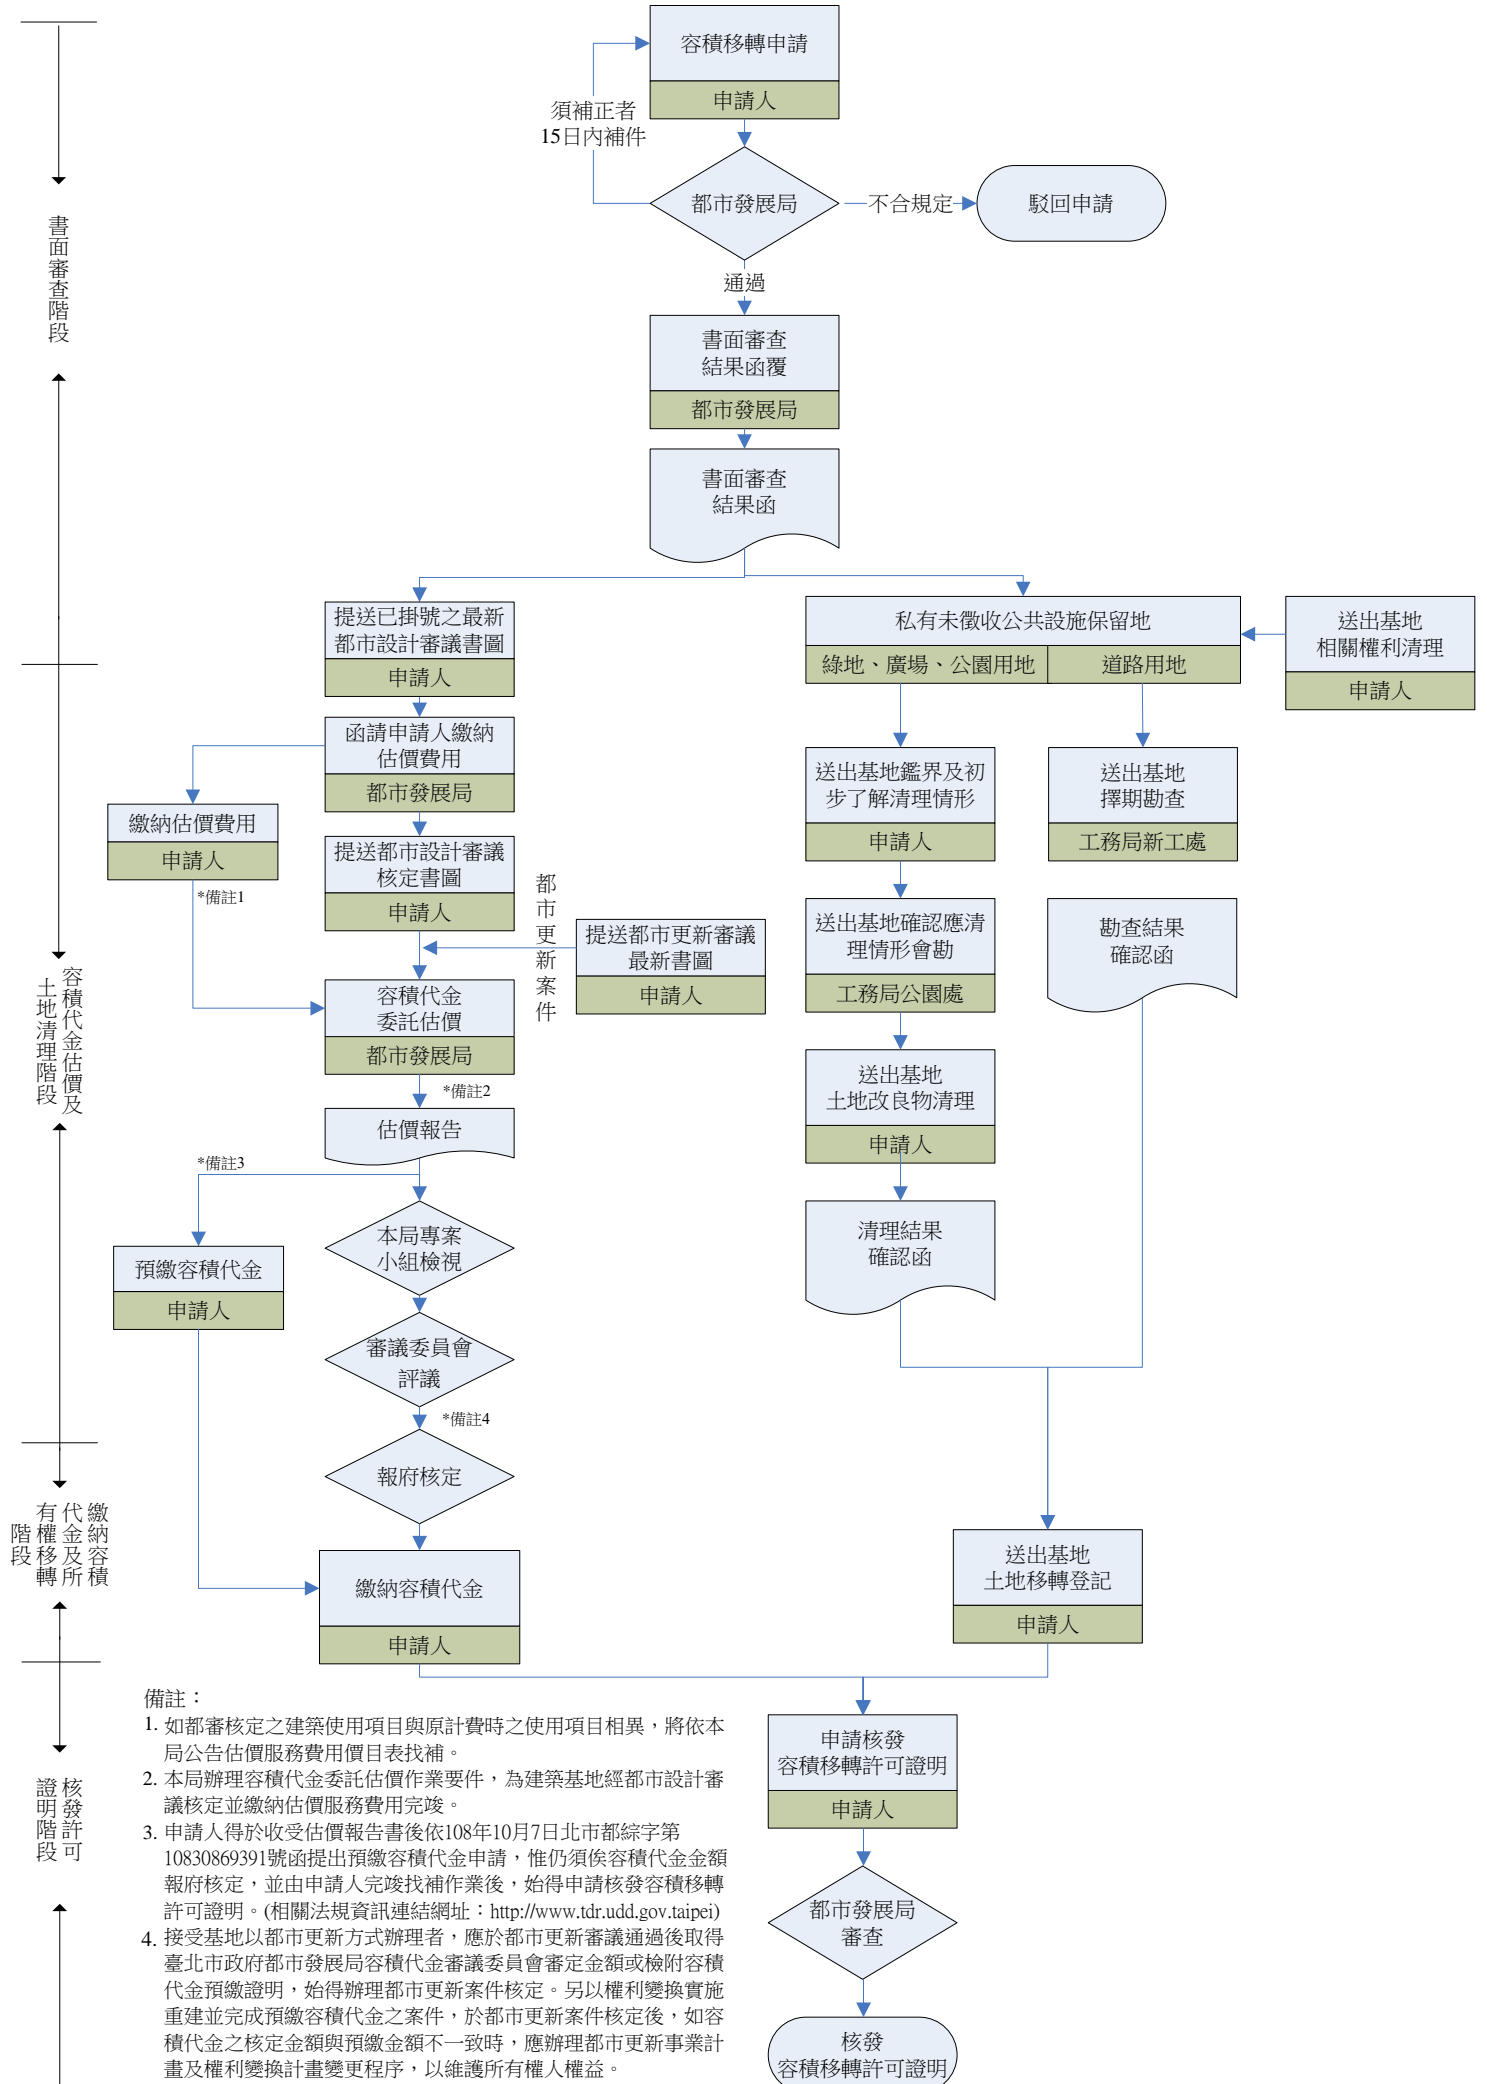 容積移轉申請
申請人
須補正者
15日內補件
都市發展局
不合規定
駁回申請
通過
書面審查
結果函覆
都市發展局
書面審查
結果函
書面審查階段
提送已掛號之最新
都市設計審議書圖
申請人
函請申請人繳納
估價費用
都市發展局
繳納估價費用
申請人
*備註1
提送都市設計審議
核定書圖
申請人
都市更新案件
提送都市更新審議
最新書圖
申請人
容積代金
委託估價
都市發展局
*備註2
估價報告
*備註3
預繳容積代金
申請人
本局專案
小組檢視
審議委員會
評議
*備註4
報府核定
繳納容積代金
申請人
私有未徵收公共設施保留地
綠地、廣場、公園用地
道路用地
送出基地
相關權利清理
申請人
送出基地鑑界及初
步了解清理情形
申請人
送出基地
擇期勘查
工務局新工處
送出基地確認應清
理情形會勘
工務局公園處
勘查結果
確認函
送出基地
土地改良物清理
申請人
清理結果
確認函
送出基地
土地移轉登記
申請人
容積代金估價及
土地清理階段
繳納容積
代金及所
有權移轉
階段
核發許可
證明階段
申請核發
容積移轉許可證明
申請人
都市發展局
審查
核發
容積移轉許可證明
備註：
1. 如都審核定之建築使用項目與原計費時之使用項目相異，將依本
局公告估價服務費用價目表找補。
2. 本局辦理容積代金委託估價作業要件，為建築基地經都市設計審
議核定並繳納估價服務費用完竣。
3. 申請人得於收受估價報告書後依108年10月7日北市都綜字第
10830869391號函提出預繳容積代金申請，惟仍須俟容積代金金額
報府核定，並由申請人完竣找補作業後，始得申請核發容積移轉
許可證明。(相關法規資訊連結網址：http://www.tdr.udd.gov.taipei)
4. 接受基地以都市更新方式辦理者，應於都市更新審議通過後取得
臺北市政府都市發展局容積代金審議委員會審定金額或檢附容積
代金預繳證明，始得辦理都市更新案件核定。另以權利變換實施
重建並完成預繳容積代金之案件，於都市更新案件核定後，如容
積代金之核定金額與預繳金額不一致時，應辦理都市更新事業計
畫及權利變換計畫變更程序，以維護所有權人權益。